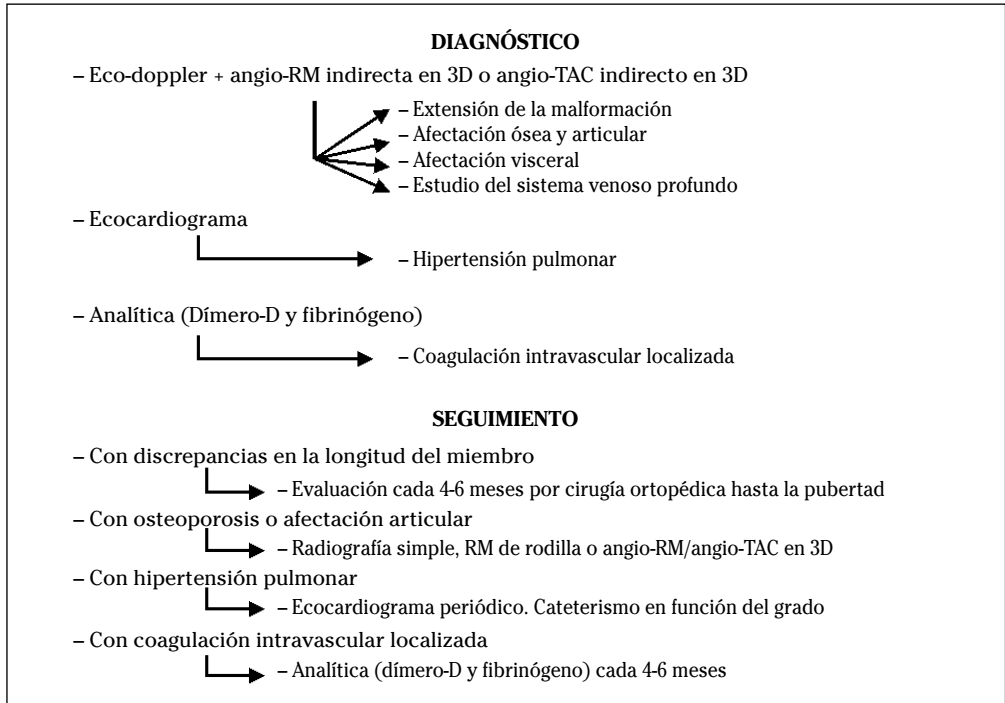 DIAGNÓSTICO
– Eco-doppler + angio-RM indirecta en 3D o angio-TAC indirecto en 3D
– Extensión de la malformación
– Afectación ósea y articular
– Afectación visceral
– Estudio del sistema venoso profundo
– Ecocardiograma
– Hipertensión pulmonar
– Analítica (Dímero-D y fibrinógeno)
– Coagulación intravascular localizada
SEGUIMIENTO
– Con discrepancias en la longitud del miembro
– Evaluación cada 4-6 meses por cirugía ortopédica hasta la pubertad
– Con osteoporosis o afectación articular
– Radiografía simple, RM de rodilla o angio-RM/angio-TAC en 3D
– Con hipertensión pulmonar
– Ecocardiograma periódico. Cateterismo en función del grado
– Con coagulación intravascular localizada
– Analítica (dímero-D y fibrinógeno) cada 4-6 meses